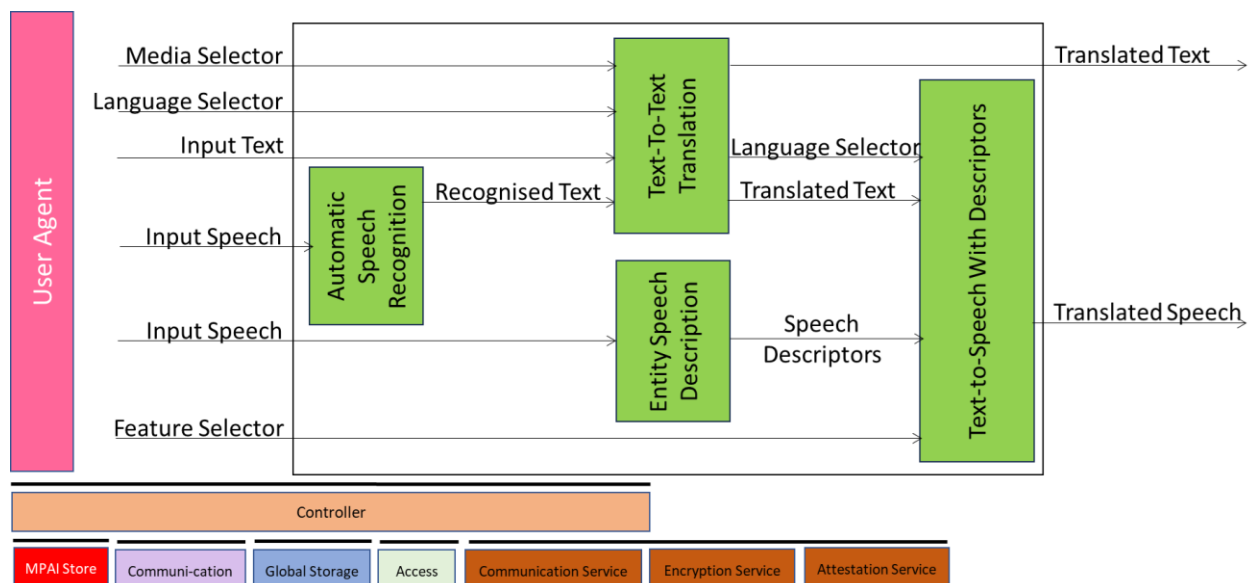 User Agent
Media Selector
Language Selector
Input Text
Input Speech
Input Speech
Feature Selector
Automatic
Speech
Recognition
Recognised Text
Text-To-Text
Translation
Entity Speech
Description
Language Selector
Translated Text
Speech
Descriptors
Text-to-Speech With Descriptors
Translated Text
Translated Speech
Controller
MPAI Store
Communi-cation
Global Storage
Access
Communication Service
Encryption Service
Attestation Service